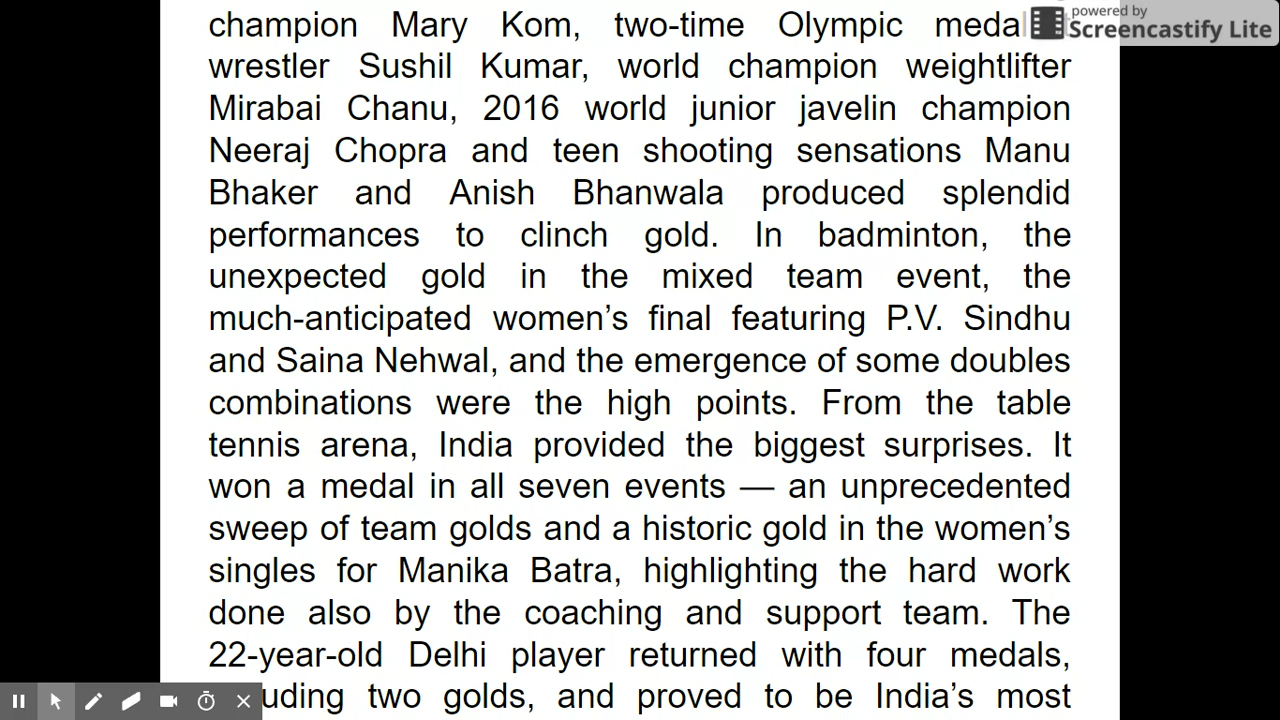 powered by
Screencastify Lite
champion Mary Kom, two-time Olympic
wrestler Sushil Kumar, world champion weightlifter
Mirabai Chanu, 2016 world junior javelin champion
Neeraj Chopra and teen shooting sensations Manu
Bhaker and Anish Bhanwala produced splendid
performances to clinch gold. In badminton, the
unexpected gold in the mixed team event, the
much-anticipated women’s final featuring P.V. Sindhu
and Saina Nehwal, and the emergence of some doubles
combinations were the high points. From the table
tennis arena, India provided the biggest surprises. It
won a medal in all seven events — an unprecedented
sweep of team golds and a historic gold in the women’s
singles for Manika Batra, highlighting the hard work
done also by the coaching and support team. The
22-year-old Delhi player returned with four medals,
two golds, and proved to be India’s most